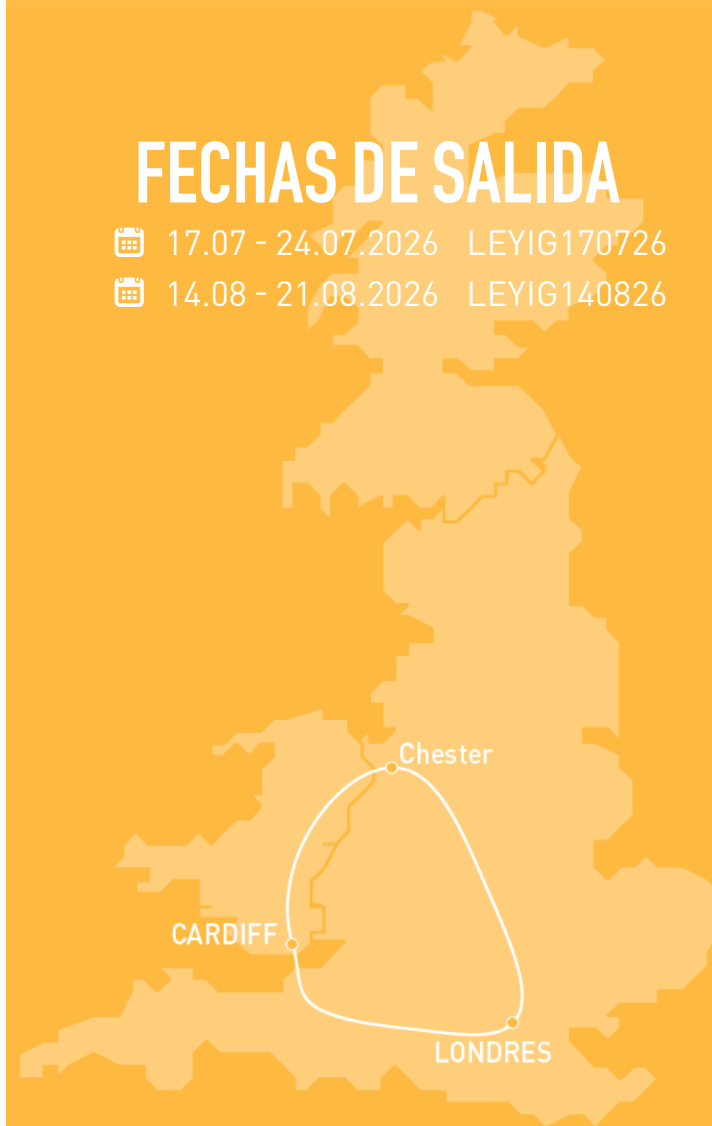 FECHAS DE SALIDA
17.07 - 24.07.2026 LEYIG170726
14.08 - 21.08.2026 LEYIG140826
Chester
CARDIFF
LONDRES